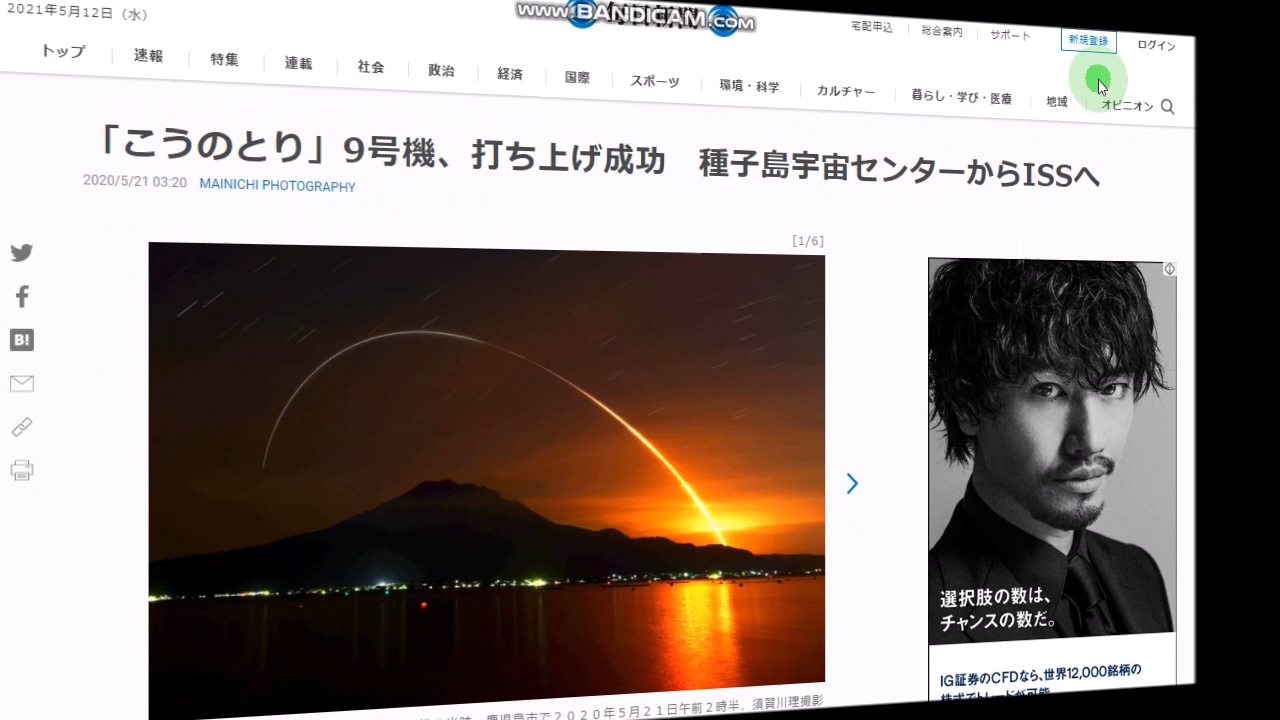 2021年5月12日（水）
www.BANDICAM.com
宅配申込 総合案内 サポート 新規登録 ログイン
トップ 速報 特集 連載 社会 政治 経済 国際 スポーツ 環境・科学 カルチャー 暮らし・学び・医療 地域 オピニオン
「こうのとり」9号機、打ち上げ成功 種子島宇宙センターからISSへ
2020/5/21 03:20 MAINICHI PHOTOGRAPHY
[1/6]
B!
選択肢の数は、
チャンスの数だ。
IG証券のCFDなら、世界12,000銘柄の
鹿児島市で２０２０年５月２１日午前２時半、須賀川理撮影